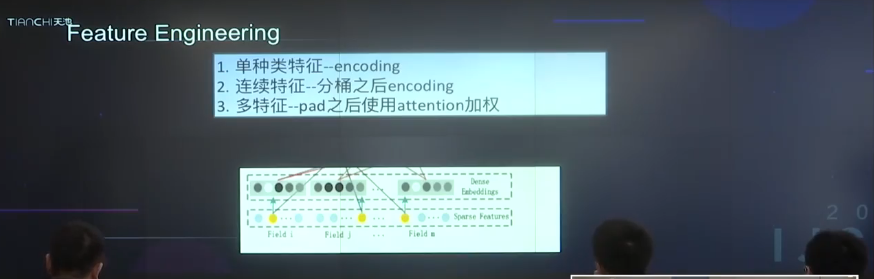 TIANCHI天池
Feature Engineering
1. 单种类特征--encoding
2. 连续特征--分桶之后encoding
3. 多特征--pad之后使用attention加权
Dense
Embeddings
Sparse Features
Field i Field j ... Field m
2 0